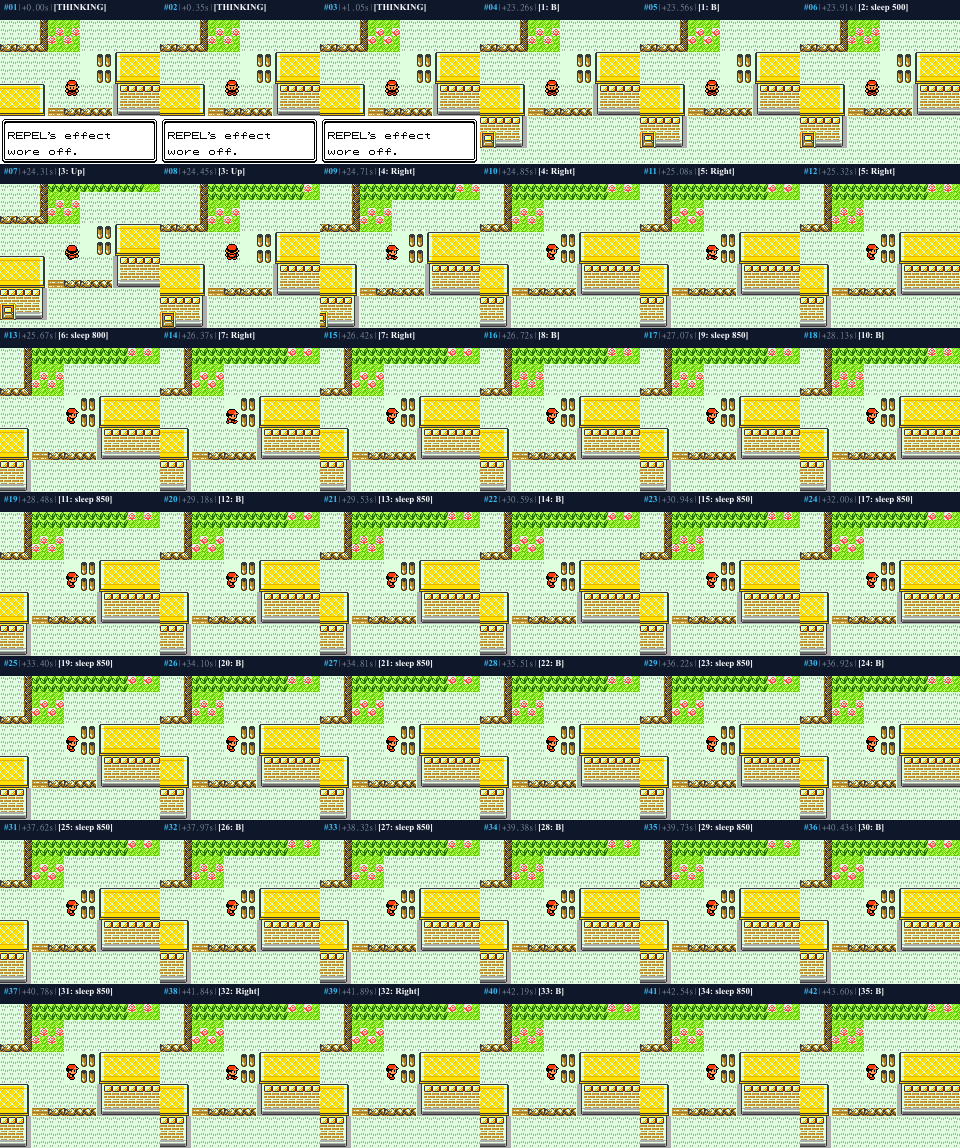 #01 | +0.00s | [THINKING]
#02 | +0.35s | [THINKING]
#03 | +1.05s | [THINKING]
#04 | +23.26s | [1: B]
#05 | +23.56s | [1: B]
#06 | +23.91s | [2: sleep 500]
REPEL's effect
wore off.
REPEL's effect
wore off.
REPEL's effect
wore off.
#07 | +24.31s | [3: Up]
#08 | +24.45s | [3: Up]
#09 | +24.71s | [4: Right]
#10 | +24.85s | [4: Right]
#11 | +25.08s | [5: Right]
#12 | +25.32s | [5: Right]
#13 | +25.67s | [6: sleep 800]
#14 | +26.37s | [7: Right]
#15 | +26.42s | [7: Right]
#16 | +26.72s | [8: B]
#17 | +27.07s | [9: sleep 850]
#18 | +28.13s | [10: B]
#19 | +28.48s | [11: sleep 850]
#20 | +29.18s | [12: B]
#21 | +29.53s | [13: sleep 850]
#22 | +30.59s | [14: B]
#23 | +30.94s | [15: sleep 850]
#24 | +32.00s | [17: sleep 850]
#25 | +33.40s | [19: sleep 850]
#26 | +34.10s | [20: B]
#27 | +34.81s | [21: sleep 850]
#28 | +35.51s | [22: B]
#29 | +36.22s | [23: sleep 850]
#30 | +36.92s | [24: B]
#31 | +37.62s | [25: sleep 850]
#32 | +37.97s | [26: B]
#33 | +38.32s | [27: sleep 850]
#34 | +39.38s | [28: B]
#35 | +39.73s | [29: sleep 850]
#36 | +40.43s | [30: B]
#37 | +40.78s | [31: sleep 850]
#38 | +41.84s | [32: Right]
#39 | +41.89s | [32: Right]
#40 | +42.19s | [33: B]
#41 | +42.54s | [34: sleep 850]
#42 | +43.60s | [35: B]